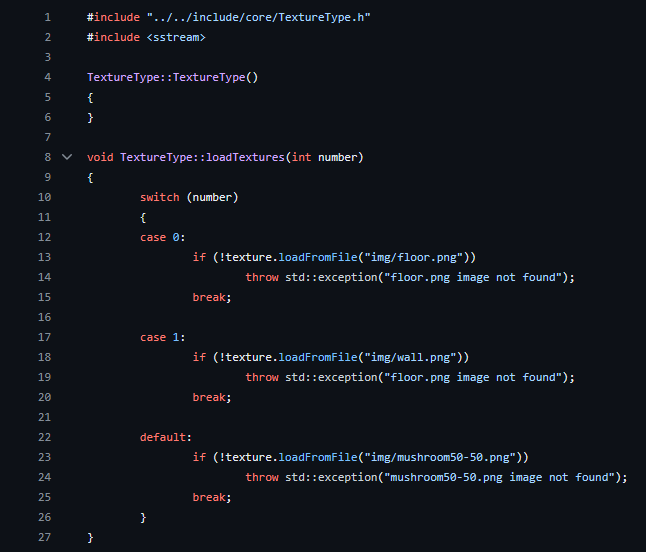 1 #include "../../include/core/TextureType.h"
2 #include <sstream>
3
4 TextureType::TextureType()
5 {
6 }
7
8 void TextureType::loadTextures(int number)
9 {
10 switch (number)
11 {
12 case 0:
13 if (!texture.loadFromFile("img/floor.png"))
14 throw std::exception("floor.png image not found");
15 break;
16
17 case 1:
18 if (!texture.loadFromFile("img/wall.png"))
19 throw std::exception("floor.png image not found");
20 break;
21
22 default:
23 if (!texture.loadFromFile("img/mushroom50-50.png"))
24 throw std::exception("mushroom50-50.png image not found");
25 break;
26 }
27 }